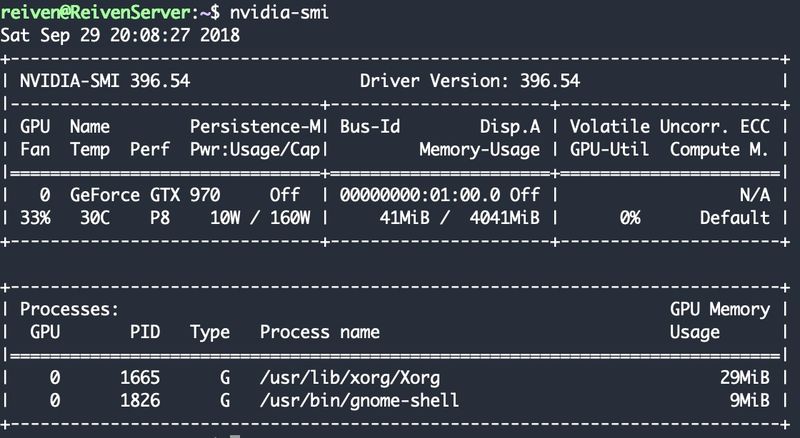 reiven@ReivenServer:~$ nvidia-smi
Sat Sep 29 20:08:27 2018
+-----------------------------------------------------------------------------+
| NVIDIA-SMI 396.54                 Driver Version: 396.54                    |
|-------------------------------+----------------------+----------------------+
| GPU  Name        Persistence-M| Bus-Id        Disp.A | Volatile Uncorr. ECC |
| Fan  Temp  Perf  Pwr:Usage/Cap|         Memory-Usage | GPU-Util  Compute M. |
|===============================+======================+======================|
|   0  GeForce GTX 970     Off  | 00000000:01:00.0 Off |                  N/A |
| 33%   30C    P8    10W / 160W |     41MiB /  4041MiB |      0%      Default |
+-------------------------------+----------------------+----------------------+

+-----------------------------------------------------------------------------+
| Processes:                                                       GPU Memory |
|  GPU       PID   Type   Process name                             Usage      |
|=============================================================================|
|    0      1665      G   /usr/lib/xorg/Xorg                            29MiB |
|    0      1826      G   /usr/bin/gnome-shell                           9MiB |
+-----------------------------------------------------------------------------+